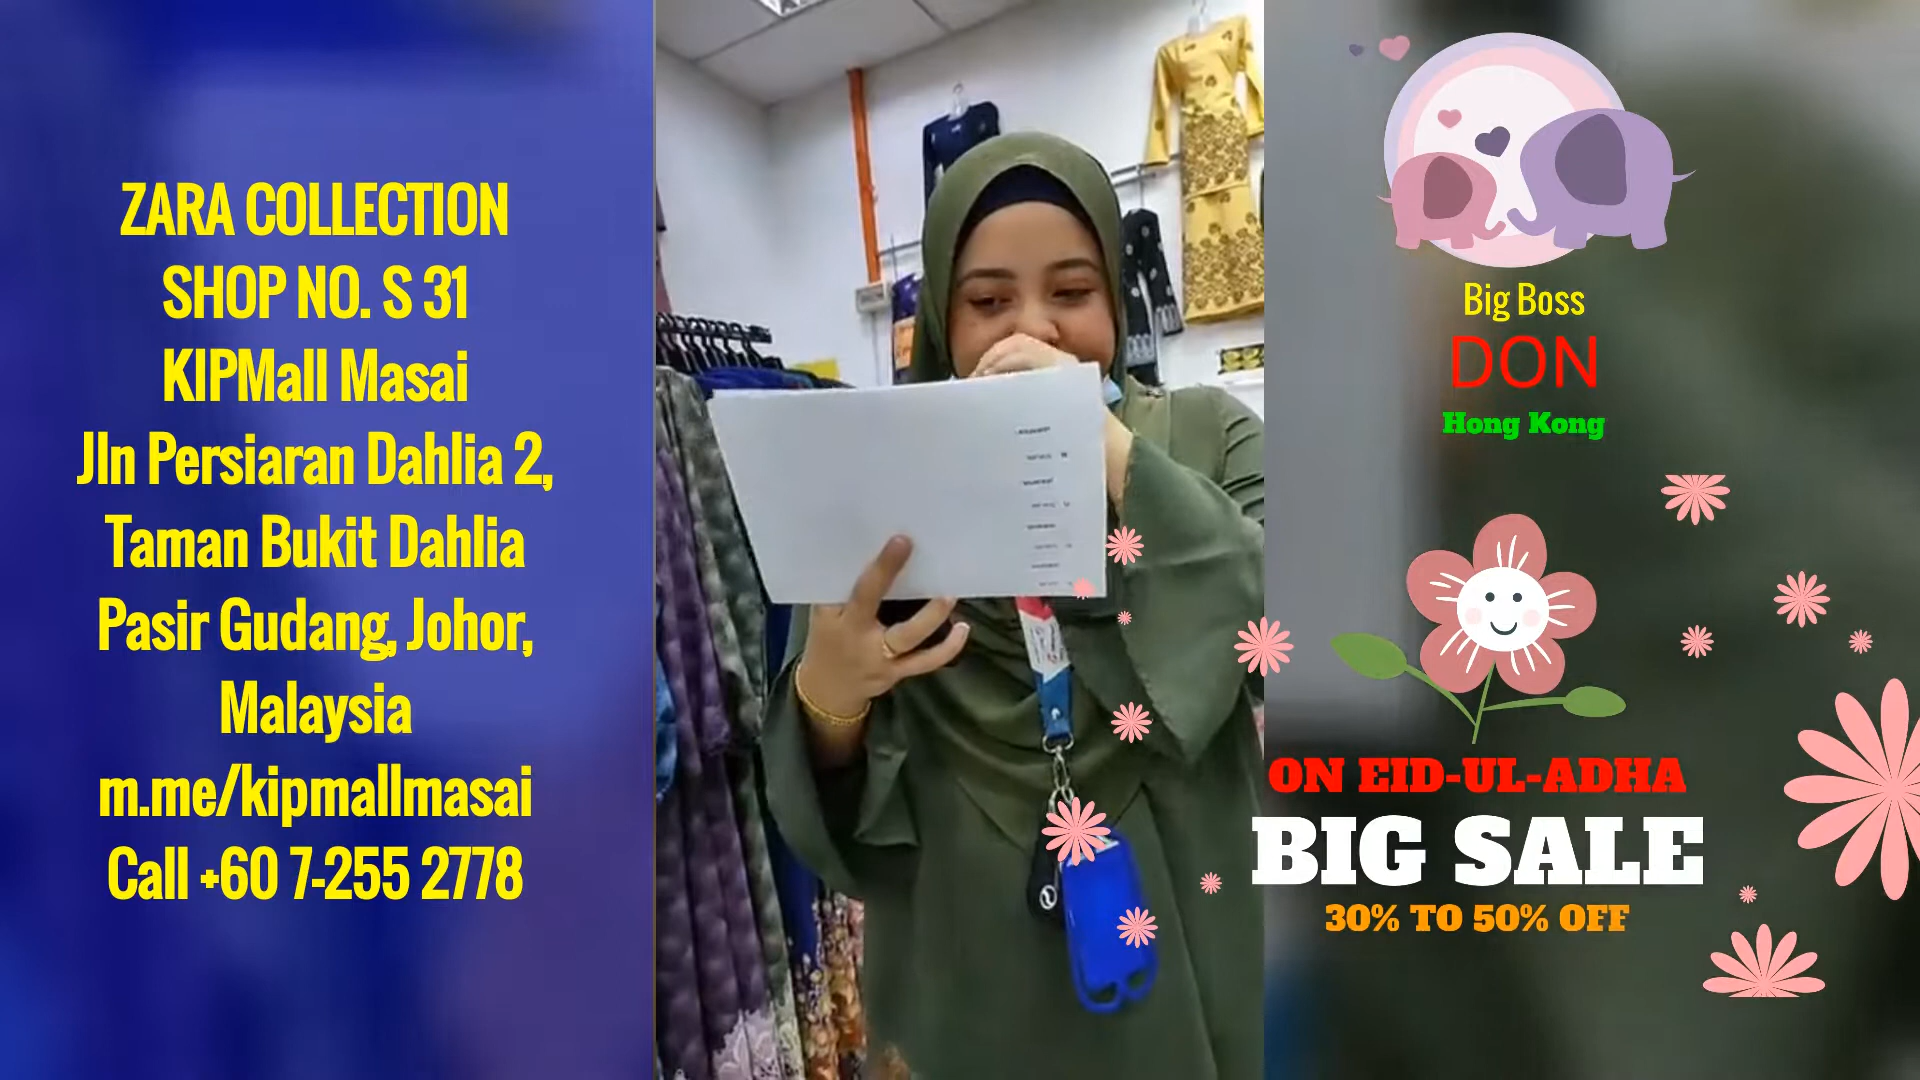 ZARA COLLECTION
SHOP NO. S 31
KIPMall Masai
Jln Persiaran Dahlia 2,
Taman Bukit Dahlia
Pasir Gudang, Johor,
Malaysia
m.me/kipmallmasai
Call +60 7-255 2778
Big Boss
DON
Hong Kong
ON EID-UL-ADHA
BIG SALE
30% TO 50% OFF